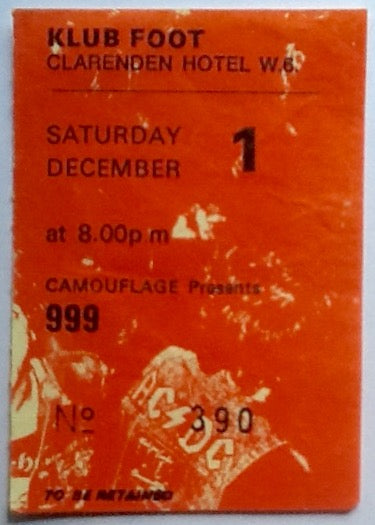 KLUB FOOT
CLARENDEN HOTEL W.6.
SATURDAY 1
DECEMBER
at 8.00p m
CAMOUFLAGE Presents
999
AC/DC
No 390
TO BE RETAINED